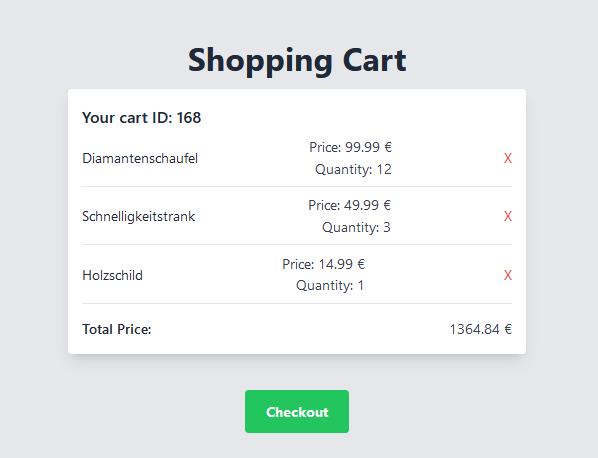 Shopping Cart
Your cart ID: 168
Diamantenschaufel
Price: 99.99 €
Quantity: 12
X
Schnelligkeitstrank
Price: 49.99 €
Quantity: 3
X
Holzschild
Price: 14.99 €
Quantity: 1
X
Total Price: 1364.84 €
Checkout